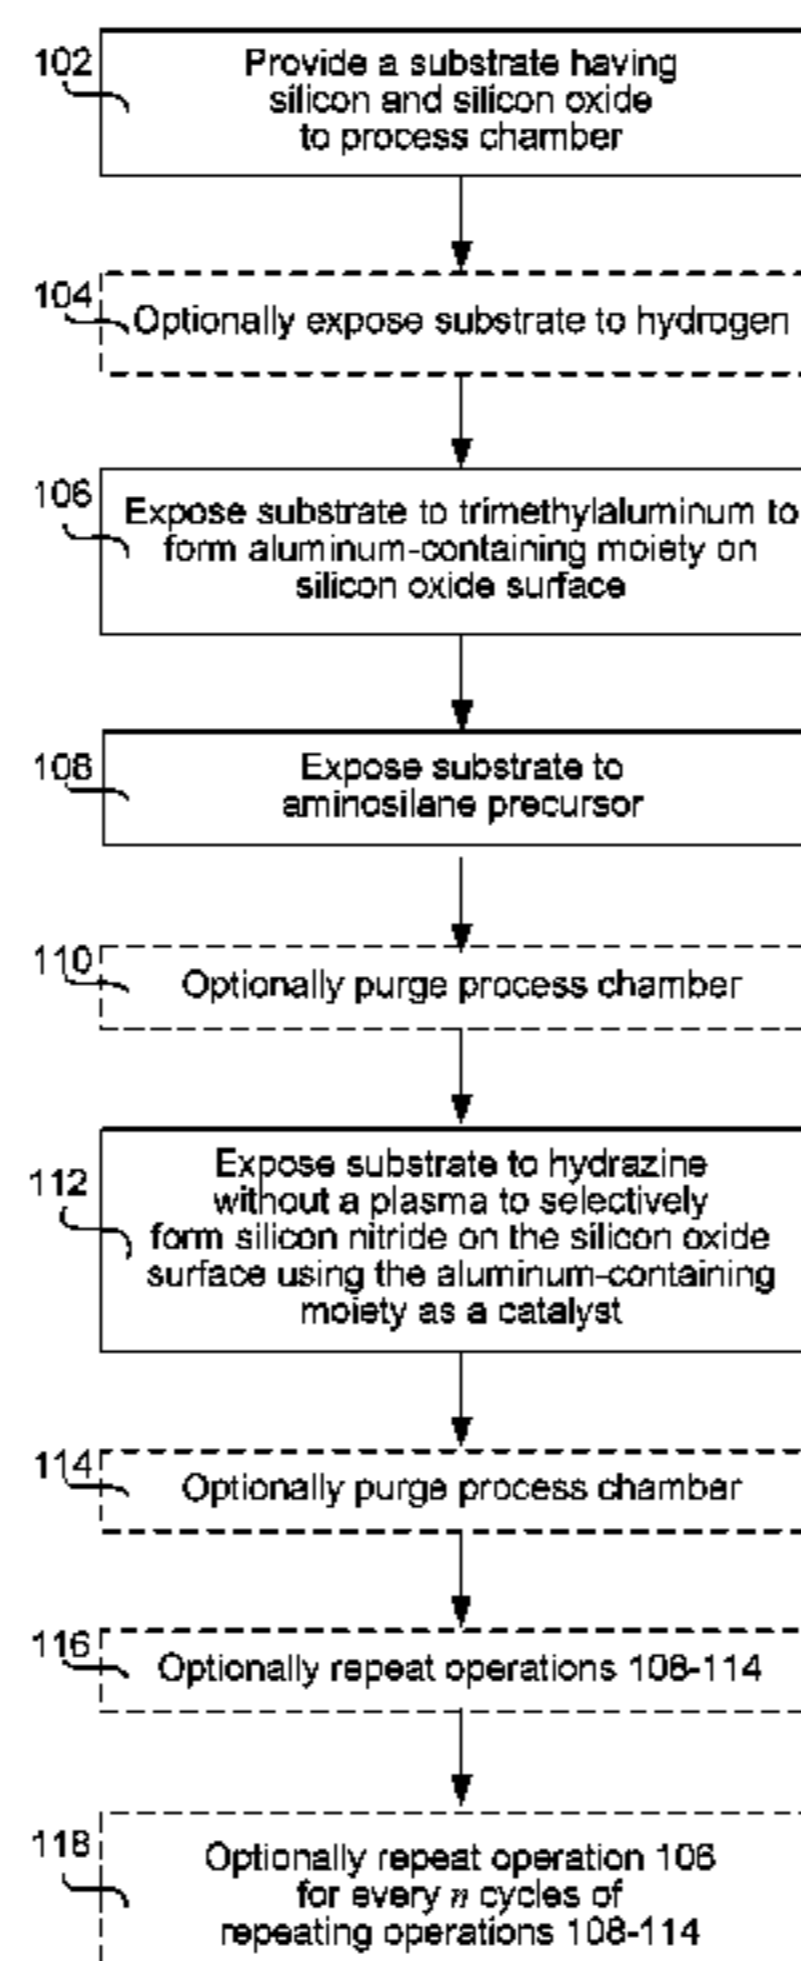 102
Provide a substrate having
silicon and silicon oxide
to process chamber
104
Optionally expose substrate to hydrogen
106
Expose substrate to trimethylaluminum to
form aluminum-containing moiety on
silicon oxide surface
108
Expose substrate to
aminosilane precursor
110
Optionally purge process chamber
112
Expose substrate to hydrazine
without a plasma to selectively
form silicon nitride on the silicon oxide
surface using the aluminum-containing
moiety as a catalyst
114
Optionally purge process chamber
116
Optionally repeat operations 108-114
118
Optionally repeat operation 106
for every n cycles of
repeating operations 108-114